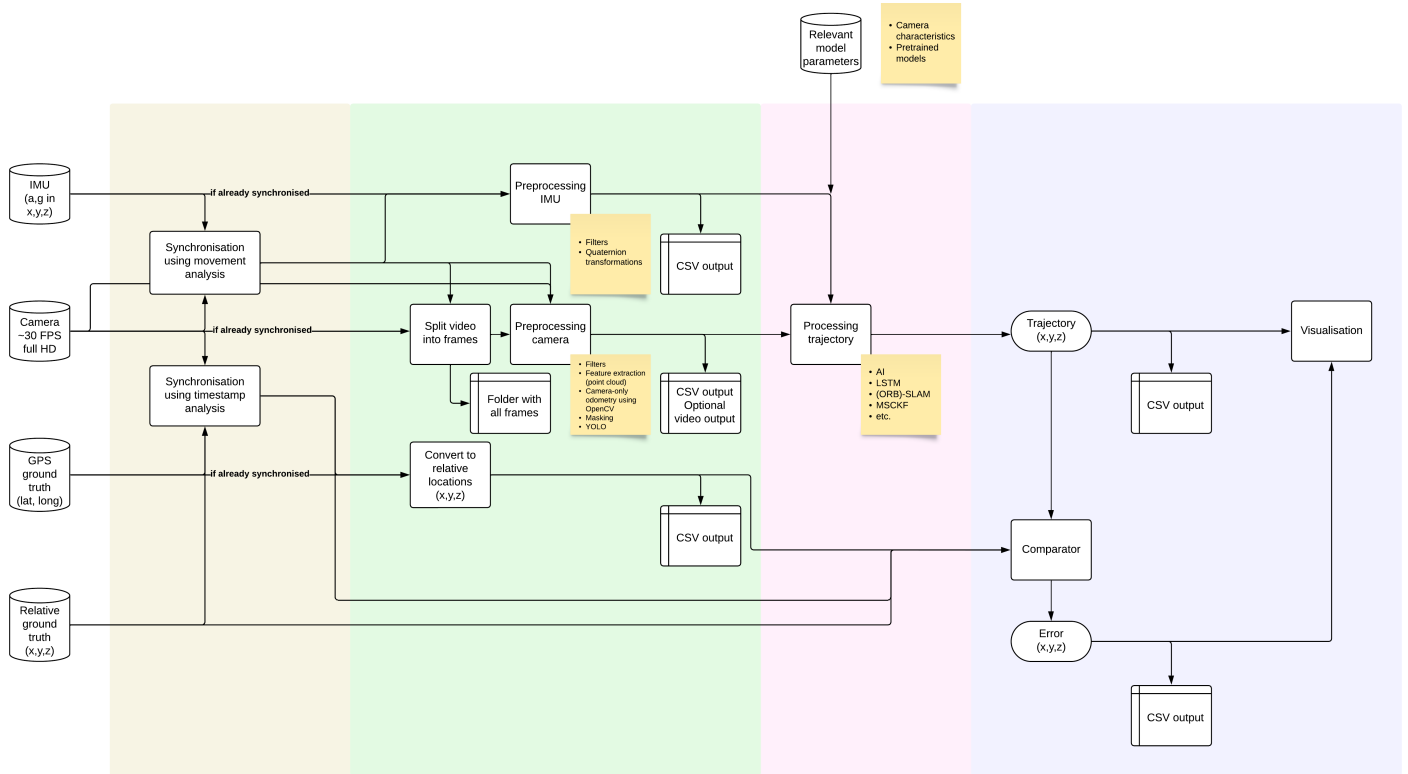 Relevant
model
parameters
• Camera
characteristics
• Pretrained
models
IMU
(a,g in
x,y,z)
if already synchronised
Preprocessing
IMU
• Filters
• Quaternion
transformations
CSV output
Synchronisation
using movement
analysis
Camera
~30 FPS
full HD
if already synchronised
Split video
into frames
Preprocessing
camera
Processing
trajectory
Trajectory
(x,y,z)
Visualisation
Synchronisation
using timestamp
analysis
Folder with
all frames
• Filters
• Feature extraction
(point cloud)
• Camera-only
odometry using
OpenCV
• Masking
• YOLO
CSV output
Optional
video output
• AI
• LSTM
• (ORB)-SLAM
• MSCKF
• etc.
CSV output
GPS
ground
truth
(lat, long)
if already synchronised
Convert to
relative
locations
(x,y,z)
CSV output
Comparator
Relative
ground
truth
(x,y,z)
Error
(x,y,z)
CSV output